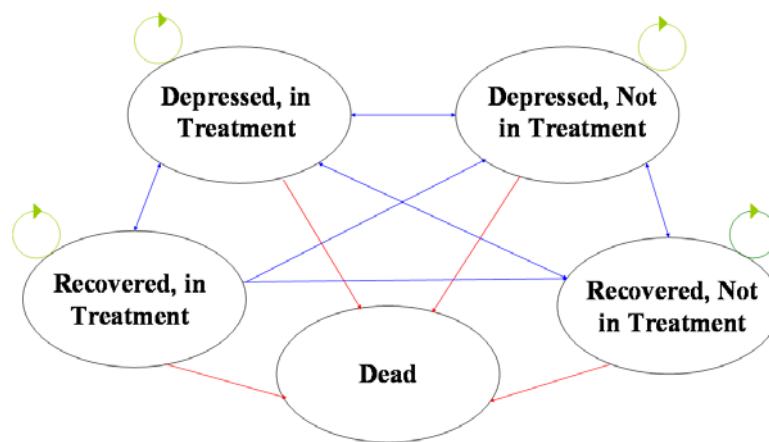 Depressed, in
Treatment
Depressed, Not
in Treatment
Recovered, in
Treatment
Recovered, Not
in Treatment
Dead